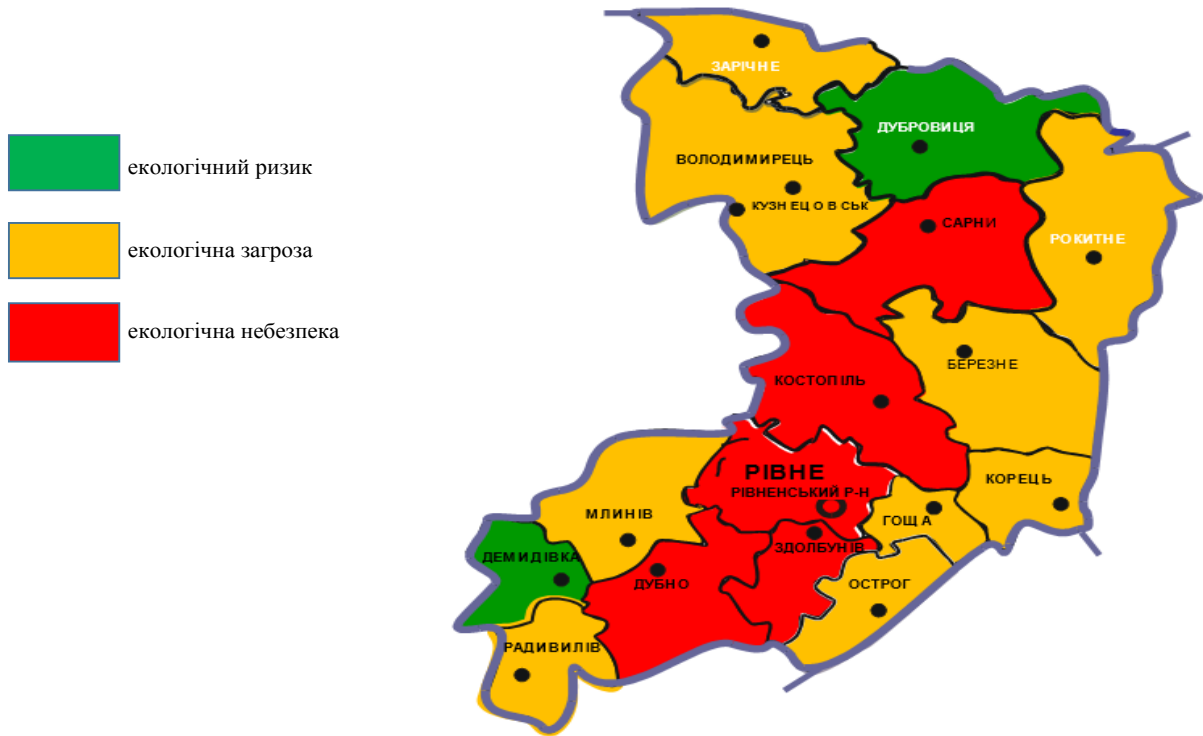 екологічний ризик
екологічна загроза
екологічна небезпека
ЗАРІЧНЕ
ДУБРОВИЦЯ
ВОЛОДИМИРЕЦЬ
КУЗНЕЦОВСЬК
САРНИ
РОКИТНЕ
БЕРЕЗНЕ
КОСТОПІЛЬ
РІВНЕ
РІВНЕНСЬКИЙ Р-Н
КОРЕЦЬ
МЛИНІВ
ГОЩА
ЗДОЛБУНІВ
ДЕМИДІВКА
ДУБНО
ОСТРОГ
РАДИВИЛІВ